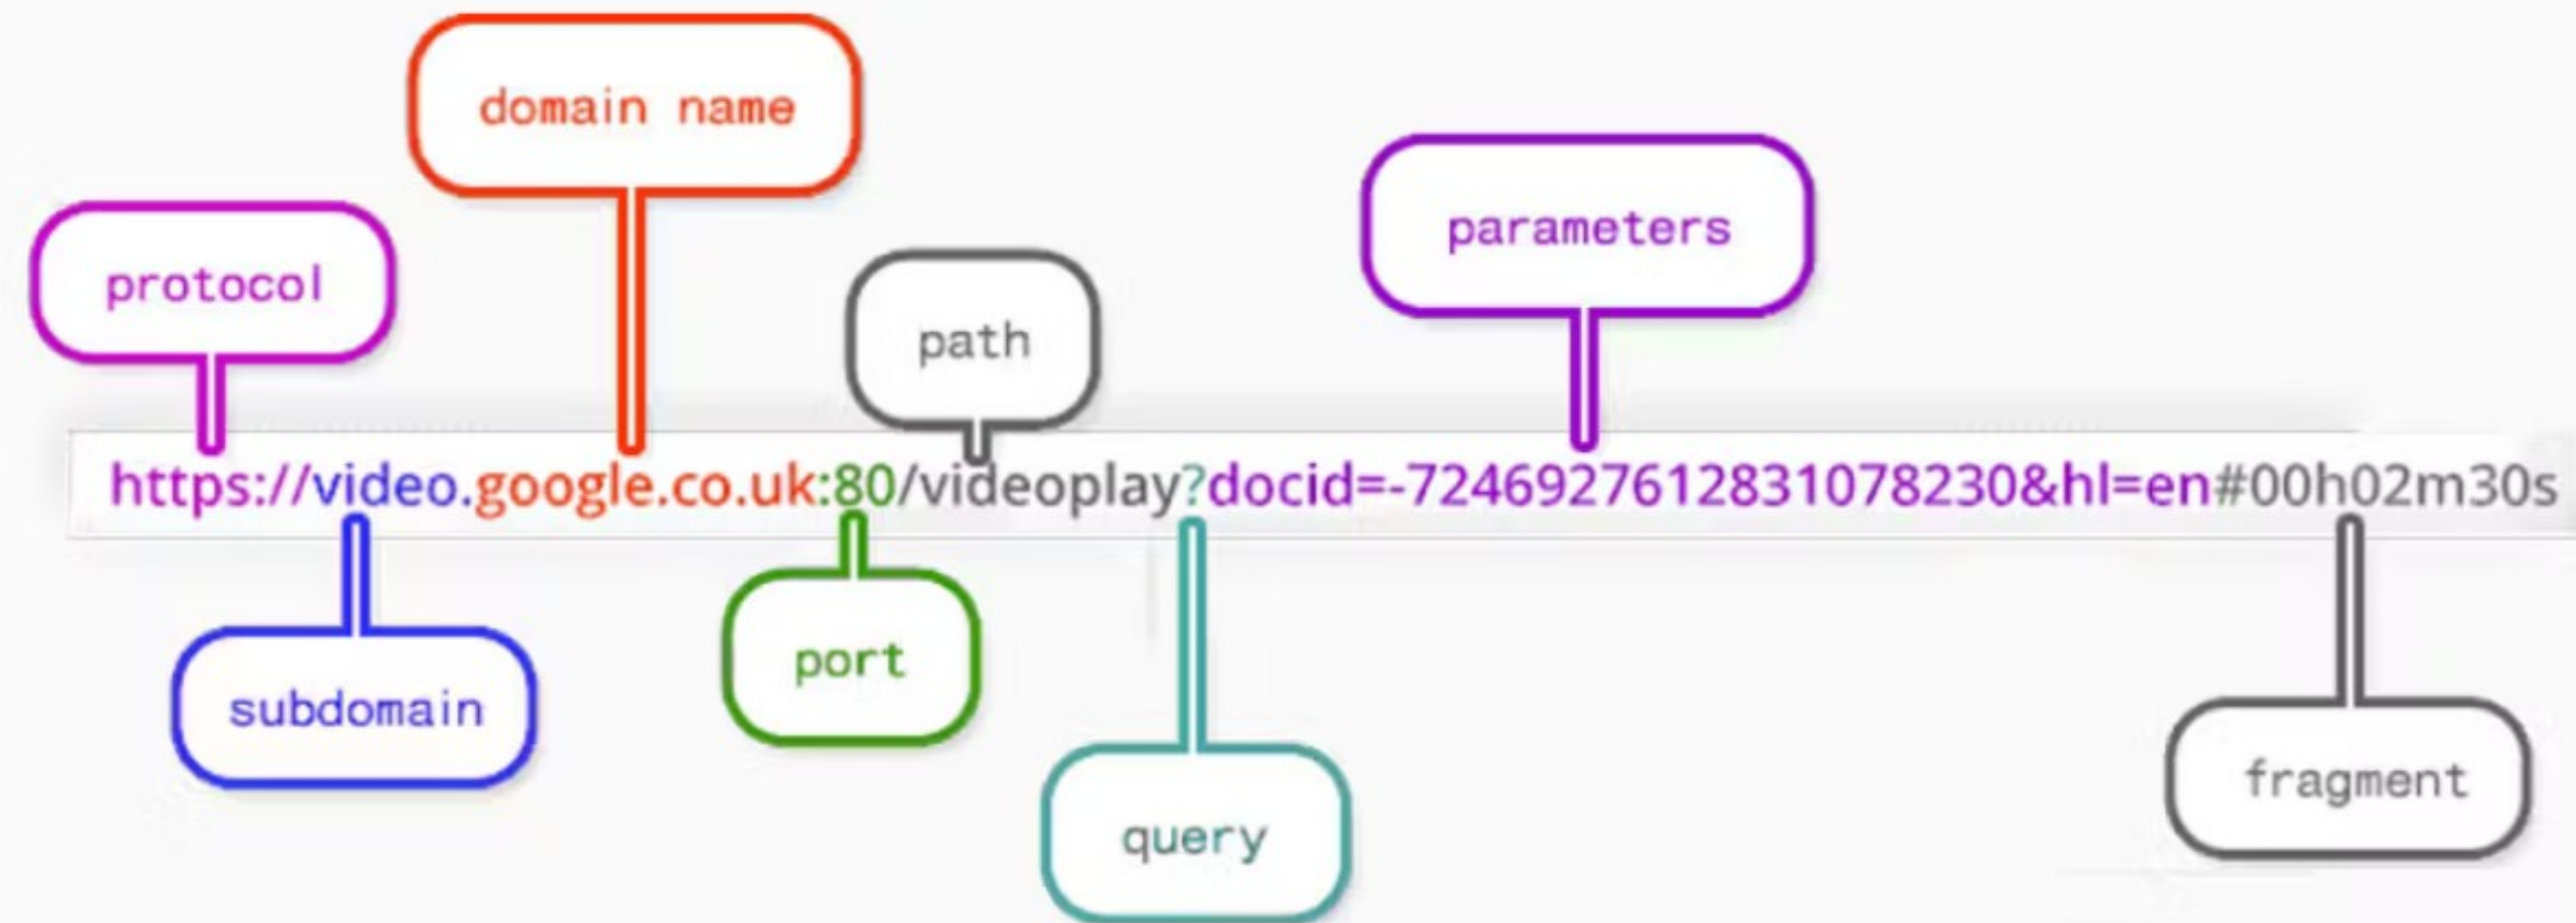 domain name
parameters
protocol
path
https://video.google.co.uk:80/videoplay?docid=-7246927612831078230&hl=en#00h02m30s
subdomain
port
query
fragment